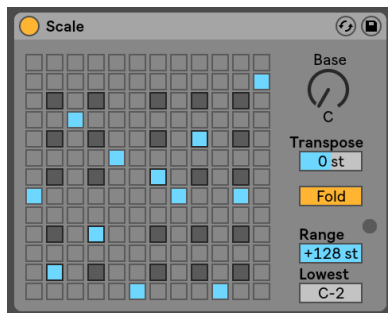 Scale
Base
C
Transpose
0 st
Fold
Range
+128 st
Lowest
C-2